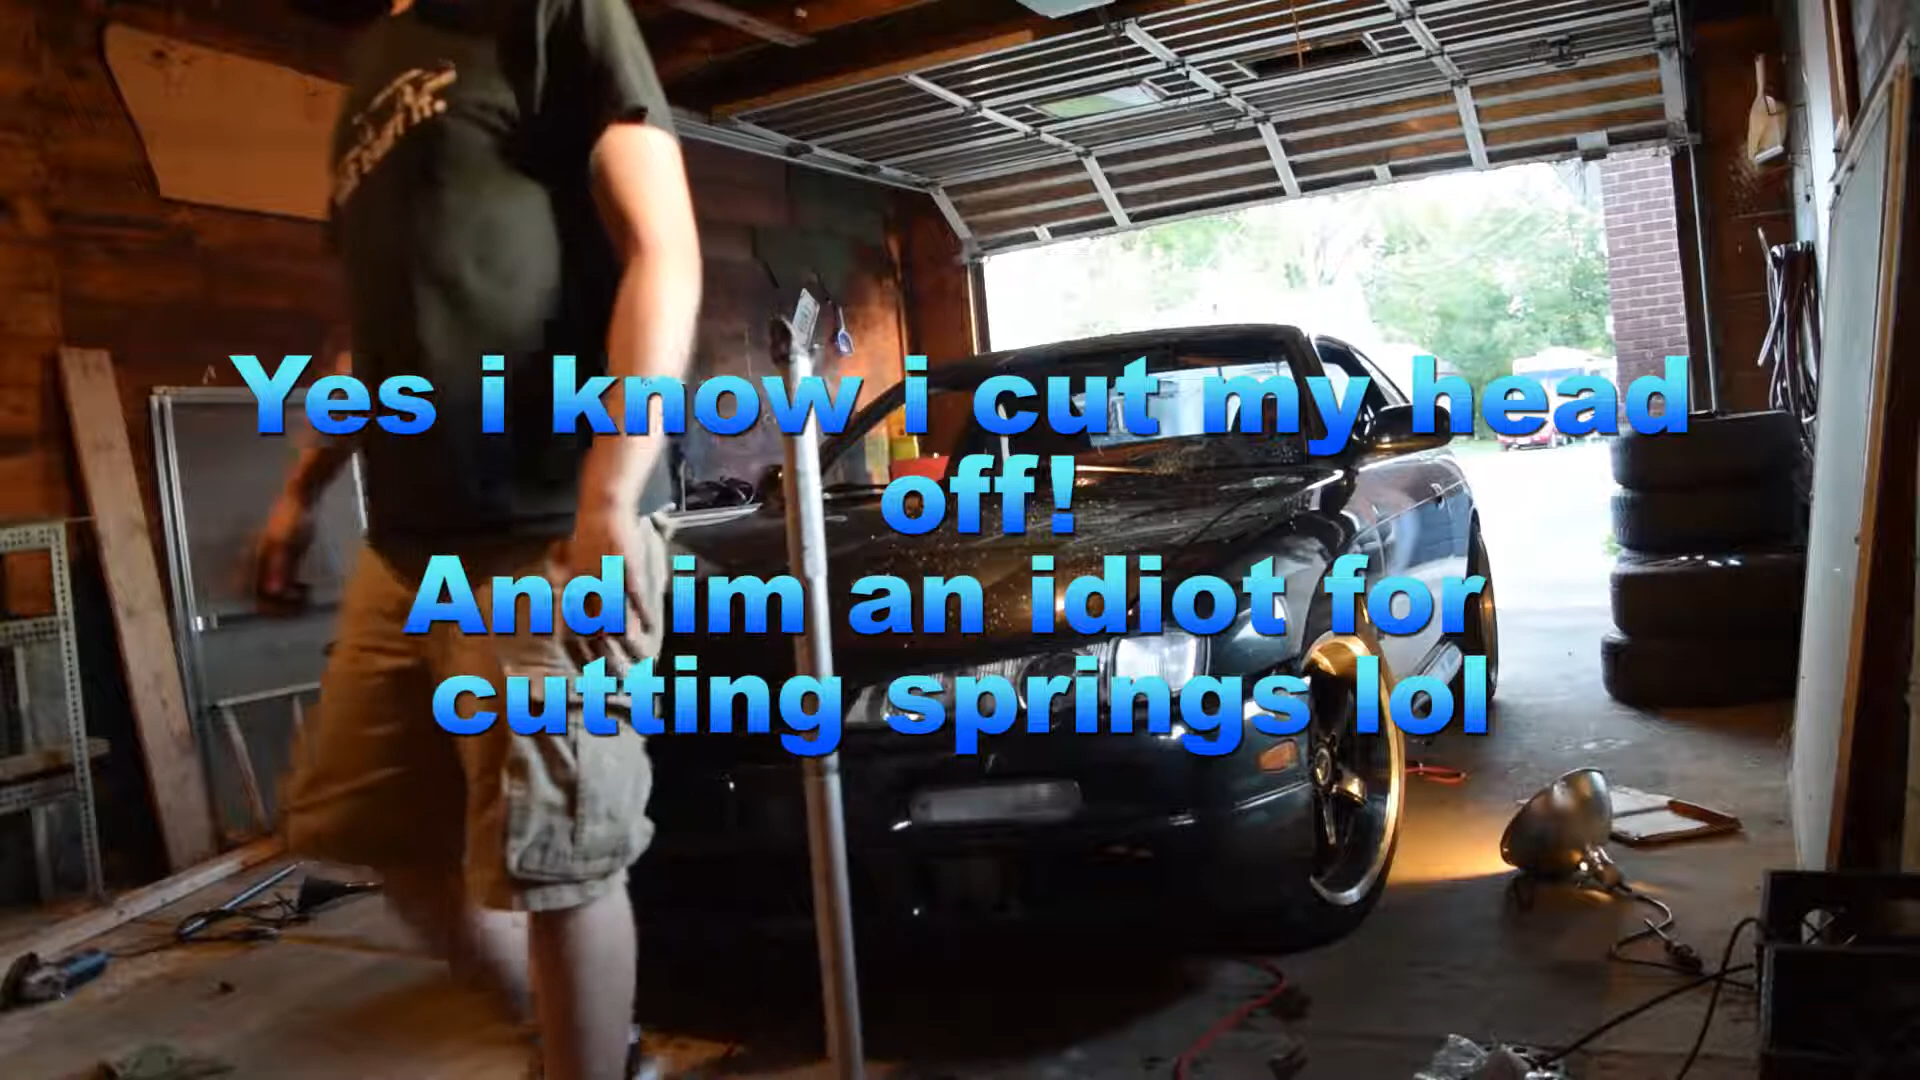 Yes i know i cut my head
off!
And im an idiot for
cutting springs lol